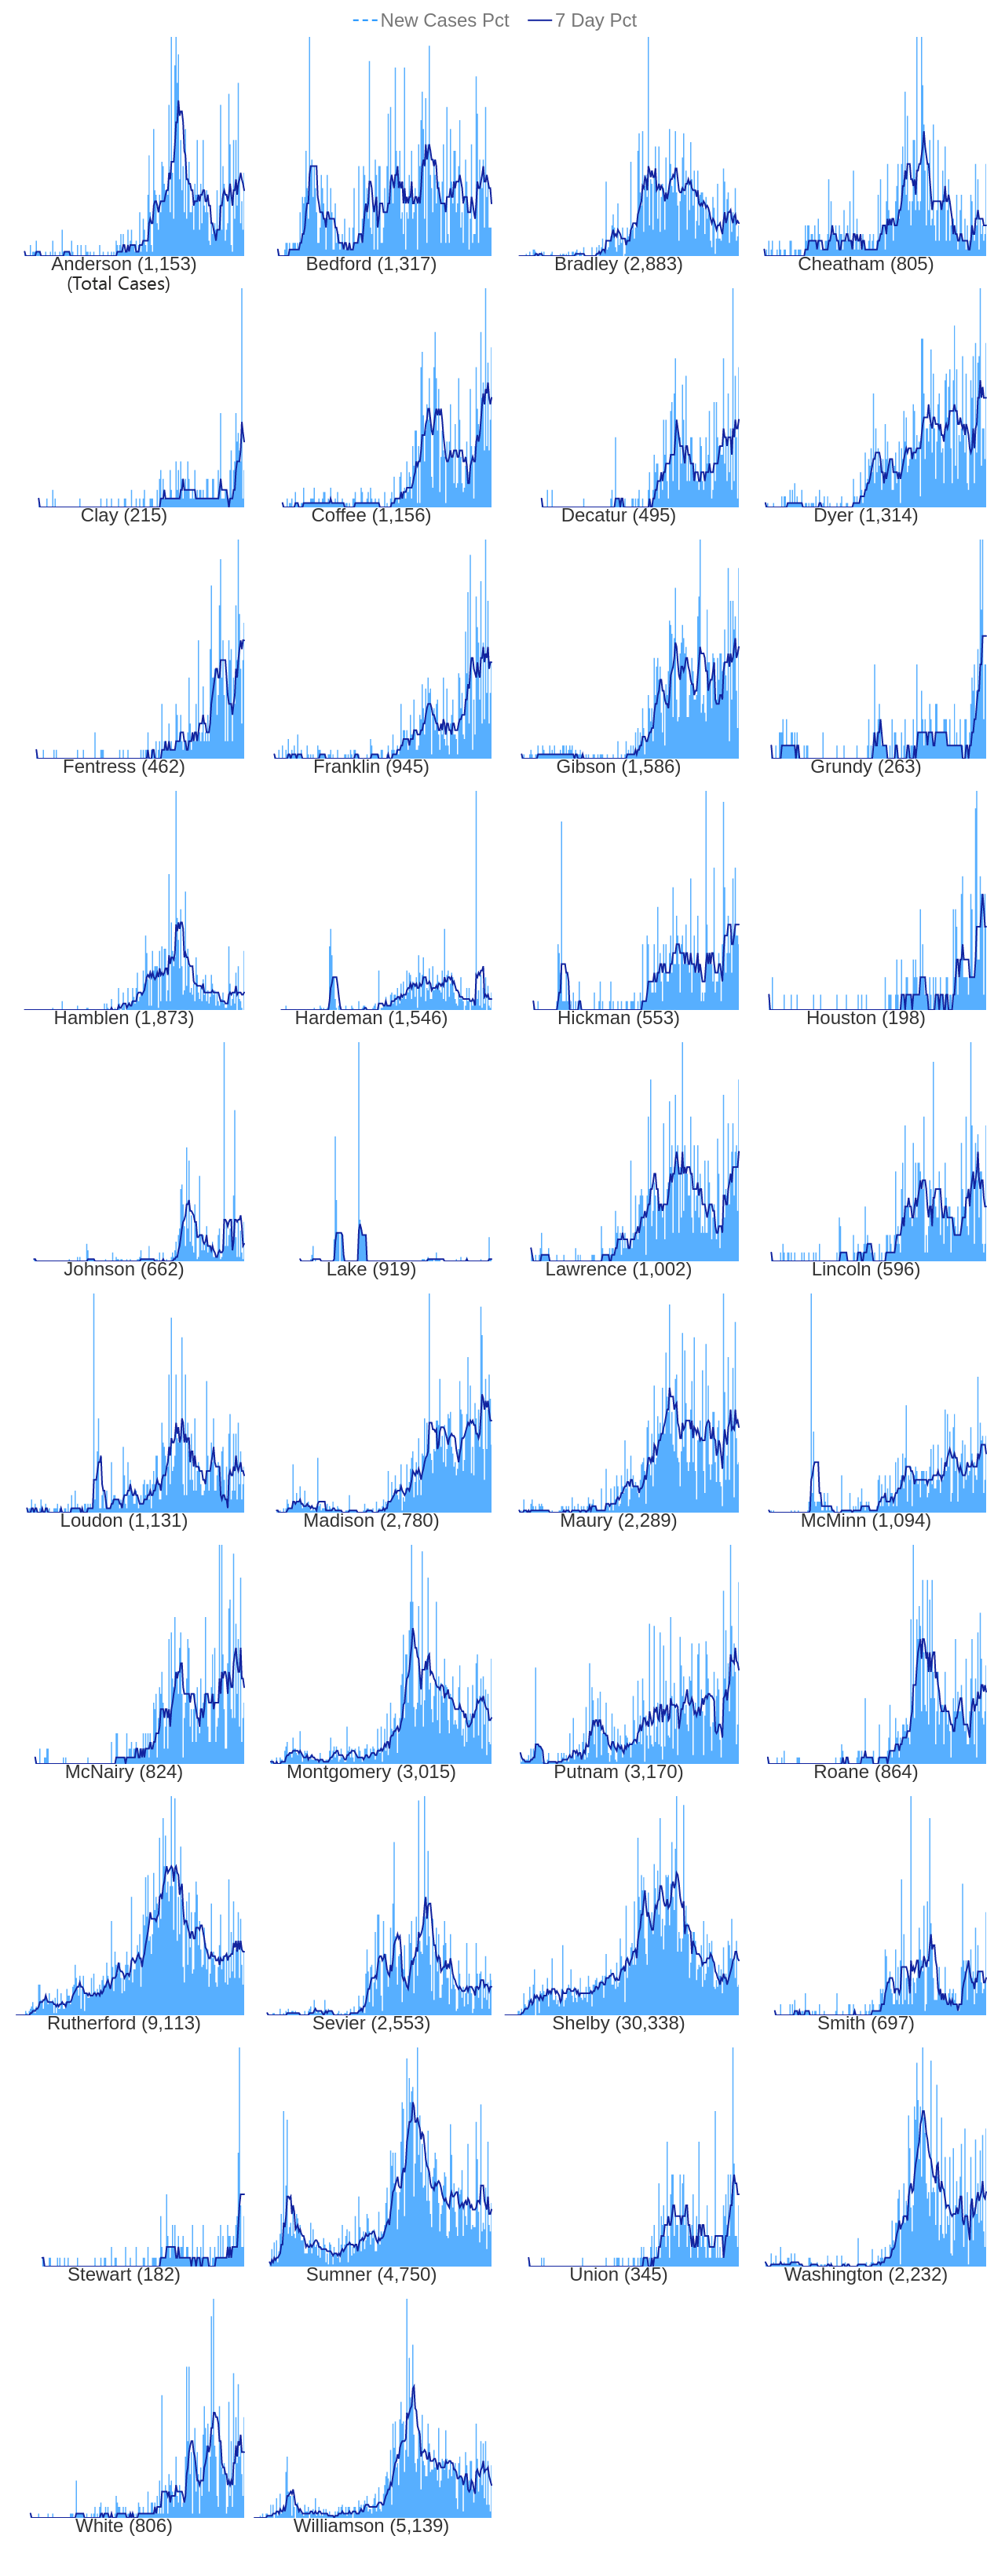 New Cases Pct 7 Day Pct
Anderson (1,153) Bedford (1,317) Bradley (2,883) Cheatham (805)
(Total Cases)
Clay (215) Coffee (1,156) Decatur (495) Dyer (1,314)
Fentress (462) Franklin (945) Gibson (1,586) Grundy (263)
Hamblen (1,873) Hardeman (1,546) Hickman (553) Houston (198)
Johnson (662) Lake (919) Lawrence (1,002) Lincoln (596)
Loudon (1,131) Madison (2,780) Maury (2,289) McMinn (1,094)
McNairy (824) Montgomery (3,015) Putnam (3,170) Roane (864)
Rutherford (9,113) Sevier (2,553) Shelby (30,338) Smith (697)
Stewart (182) Sumner (4,750) Union (345) Washington (2,232)
White (806) Williamson (5,139)